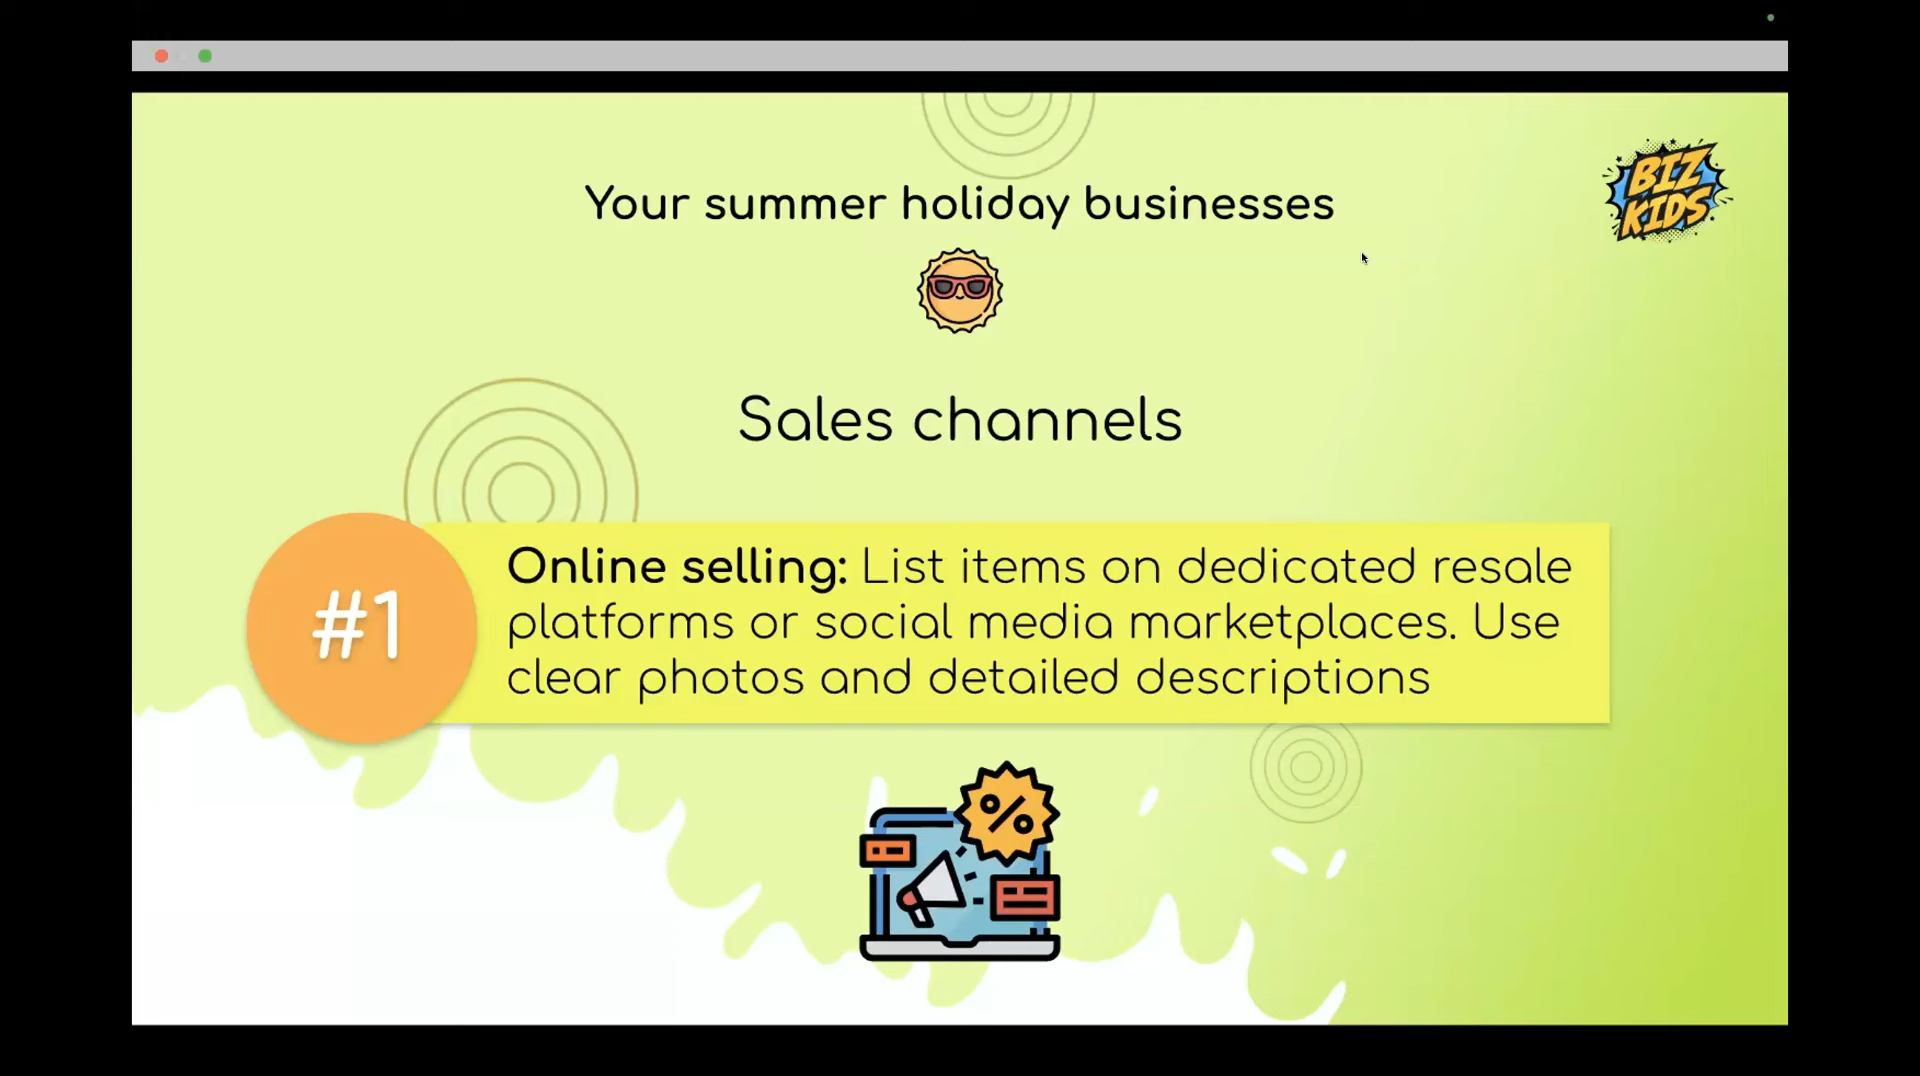 Your summer holiday businesses
BIZ
KIDS
Sales channels
#1
Online selling: List items on dedicated resale
platforms or social media marketplaces. Use
clear photos and detailed descriptions
%